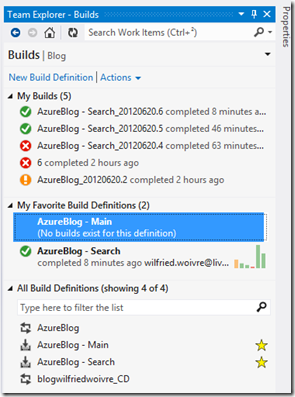 Team Explorer - Builds
Search Work Items (Ctrl+²)
Builds | Blog
New Build Definition | Actions
My Builds (5)
AzureBlog - Search_20120620.6 completed 8 minutes a...
AzureBlog - Search_20120620.5 completed 46 minute...
AzureBlog - Search_20120620.4 completed 63 minute...
6 completed 2 hours ago
AzureBlog_20120620.2 completed 2 hours ago
My Favorite Build Definitions (2)
AzureBlog - Main
(No builds exist for this definition)
AzureBlog - Search
completed 8 minutes ago wilfried.woivre@liv...
All Build Definitions (showing 4 of 4)
Type here to filter the list
AzureBlog
AzureBlog - Main
AzureBlog - Search
blogwilfriedwoivre_CD
Properties